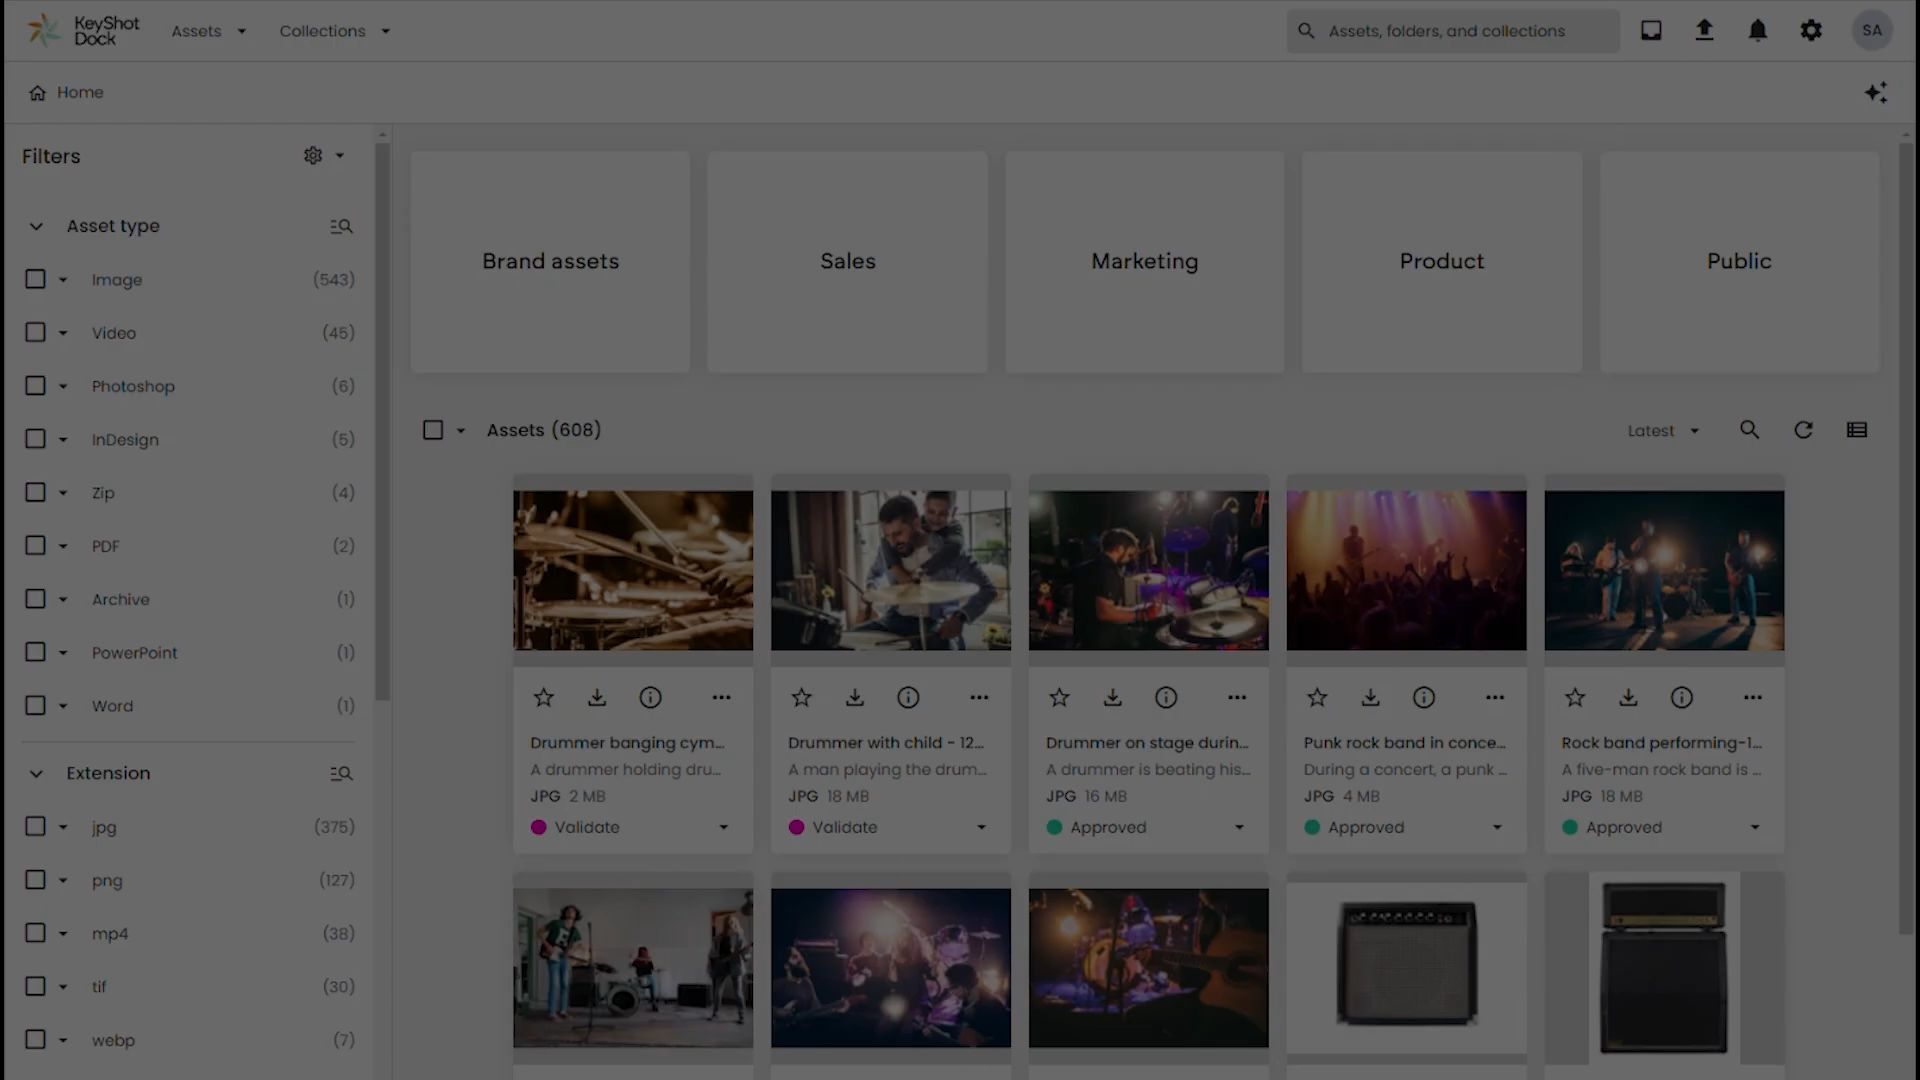 KeyShot
Dock
Assets
Collections
Assets, folders, and collections
SA
Home
Filters
Asset type
Image (543)
Video (45)
Photoshop (6)
InDesign (5)
Zip (4)
PDF (2)
Archive (1)
PowerPoint (1)
Word (1)
Extension
jpg (375)
png (127)
mp4 (38)
tif (30)
webp (7)
Brand assets
Sales
Marketing
Product
Public
Assets (608)
Latest
Drummer banging cym...
A drummer holding dru...
JPG 2 MB
Validate
Drummer with child - 12...
A man playing the drum...
JPG 18 MB
Validate
Drummer on stage durin...
A drummer is beating his...
JPG 16 MB
Approved
Punk rock band in conce...
During a concert, a punk ...
JPG 4 MB
Approved
Rock band performing-1...
A five-man rock band is ...
JPG 18 MB
Approved